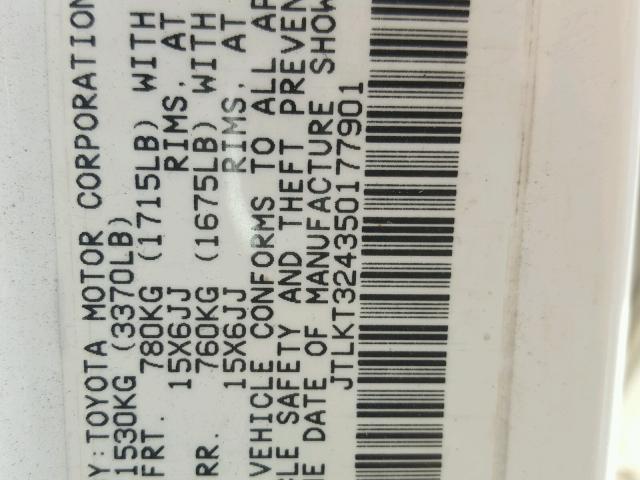 Y:TOYOTA MOTOR CORPORATION
1530KG (3370LB)
FRT. 780KG (1715LB) WITH
15X6JJ RIMS, AT
RR. 760KG (1675LB) WITH
15X6JJ RIMS, AT
VEHICLE CONFORMS TO ALL AP
CLE SAFETY AND THEFT PREVEN
HE DATE OF MANUFACTURE SHOW
JTLKT324350177901